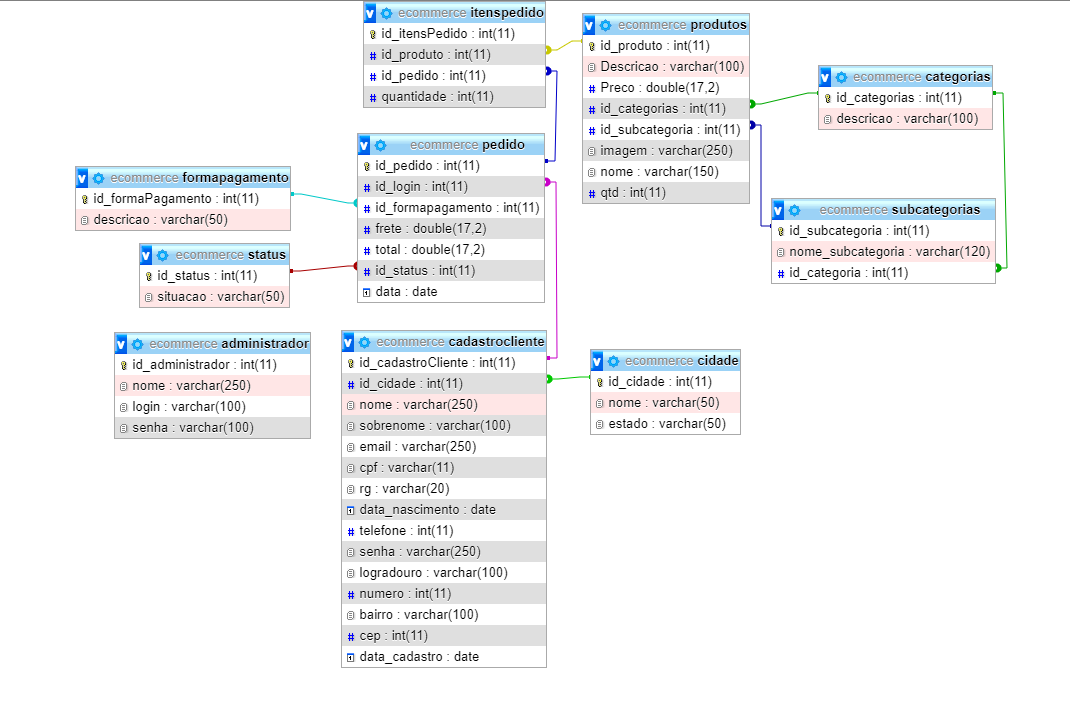 v ecommerce itenspedido
id_itensPedido : int(11)
# id_produto : int(11)
# id_pedido : int(11)
# quantidade : int(11)
v ecommerce produtos
id_produto : int(11)
Descricao : varchar(100)
# Preco : double(17,2)
# id_categorias : int(11)
# id_subcategoria : int(11)
imagem : varchar(250)
nome : varchar(150)
# qtd : int(11)
v ecommerce categorias
id_categorias : int(11)
descricao : varchar(100)
v ecommerce pedido
id_pedido : int(11)
# id_login : int(11)
# id_formapagamento : int(11)
# frete : double(17,2)
# total : double(17,2)
# id_status : int(11)
data : date
v ecommerce formapagamento
id_formaPagamento : int(11)
descricao : varchar(50)
v ecommerce subcategorias
id_subcategoria : int(11)
nome_subcategoria : varchar(120)
# id_categoria : int(11)
v ecommerce status
id_status : int(11)
situacao : varchar(50)
v ecommerce administrador
id_administrador : int(11)
nome : varchar(250)
login : varchar(100)
senha : varchar(100)
v ecommerce cadastrocliente
id_cadastroCliente : int(11)
# id_cidade : int(11)
nome : varchar(250)
sobrenome : varchar(100)
email : varchar(250)
cpf : varchar(11)
rg : varchar(20)
data_nascimento : date
# telefone : int(11)
senha : varchar(250)
logradouro : varchar(100)
# numero : int(11)
bairro : varchar(100)
# cep : int(11)
data_cadastro : date
v ecommerce cidade
id_cidade : int(11)
nome : varchar(50)
estado : varchar(50)